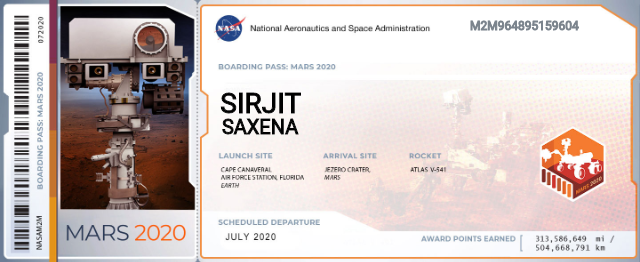 072020
BOARDING PASS: MARS 2020
NASAM2M
MARS 2020
NASA
National Aeronautics and Space Administration
M2M964895159604
BOARDING PASS: MARS 2020
SIRJIT
SAXENA
LAUNCH SITE
CAPE CANAVERAL
AIR FORCE STATION, FLORIDA
EARTH
ARRIVAL SITE
JEZERO CRATER,
MARS
ROCKET
ATLAS V-541
MARS 2020
SCHEDULED DEPARTURE
JULY 2020
AWARD POINTS EARNED
313,586,649 mi /
504,668,791 km